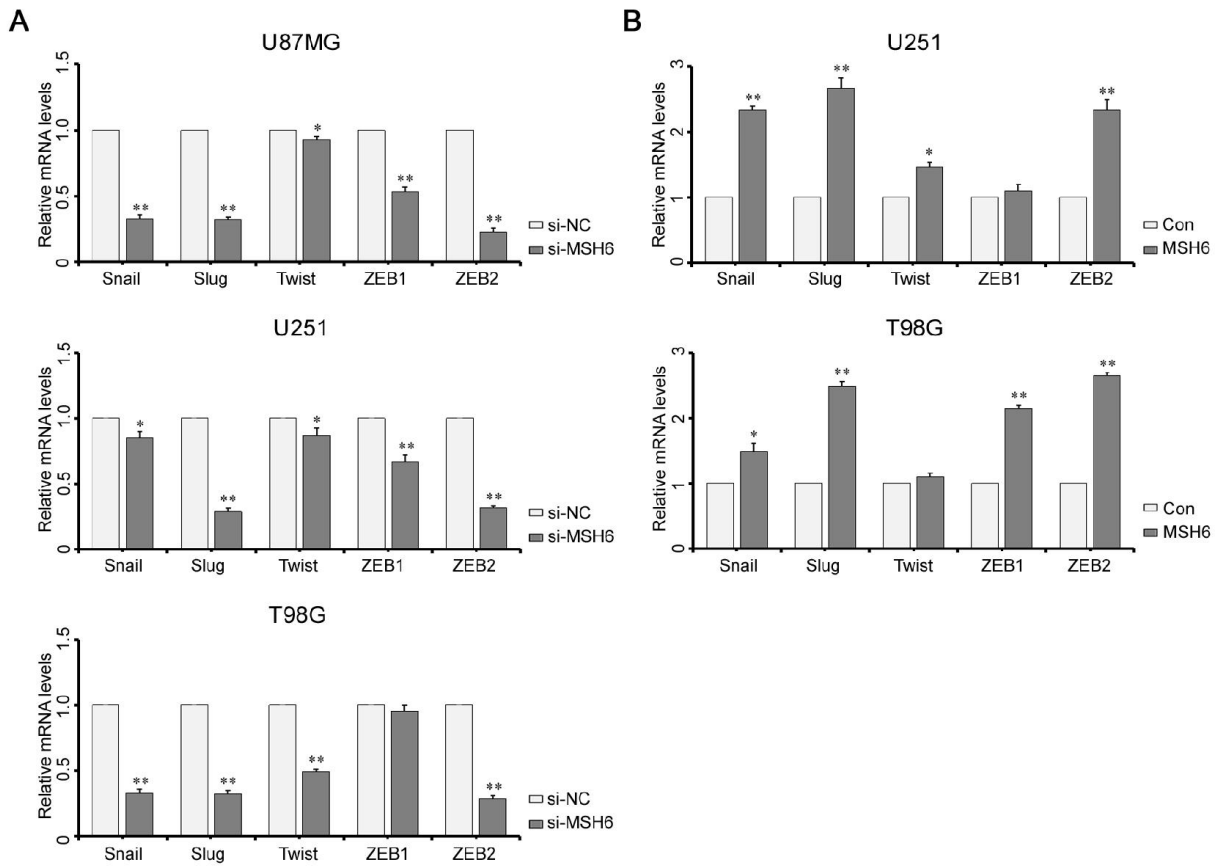 A
U87MG
Relative mRNA levels
1.5
1.0
0.5
0
**
**
*
**
**
Snail Slug Twist ZEB1 ZEB2
si-NC
si-MSH6
U251
Relative mRNA levels
1.5
1.0
0.5
0
*
**
*
**
**
Snail Slug Twist ZEB1 ZEB2
si-NC
si-MSH6
T98G
Relative mRNA levels
1.5
1.0
0.5
0
**
**
**
**
Snail Slug Twist ZEB1 ZEB2
si-NC
si-MSH6
B
U251
Relative mRNA levels
3
2
1
0
**
**
*
**
Snail Slug Twist ZEB1 ZEB2
Con
MSH6
T98G
Relative mRNA levels
3
2
1
0
*
**
**
**
Snail Slug Twist ZEB1 ZEB2
Con
MSH6